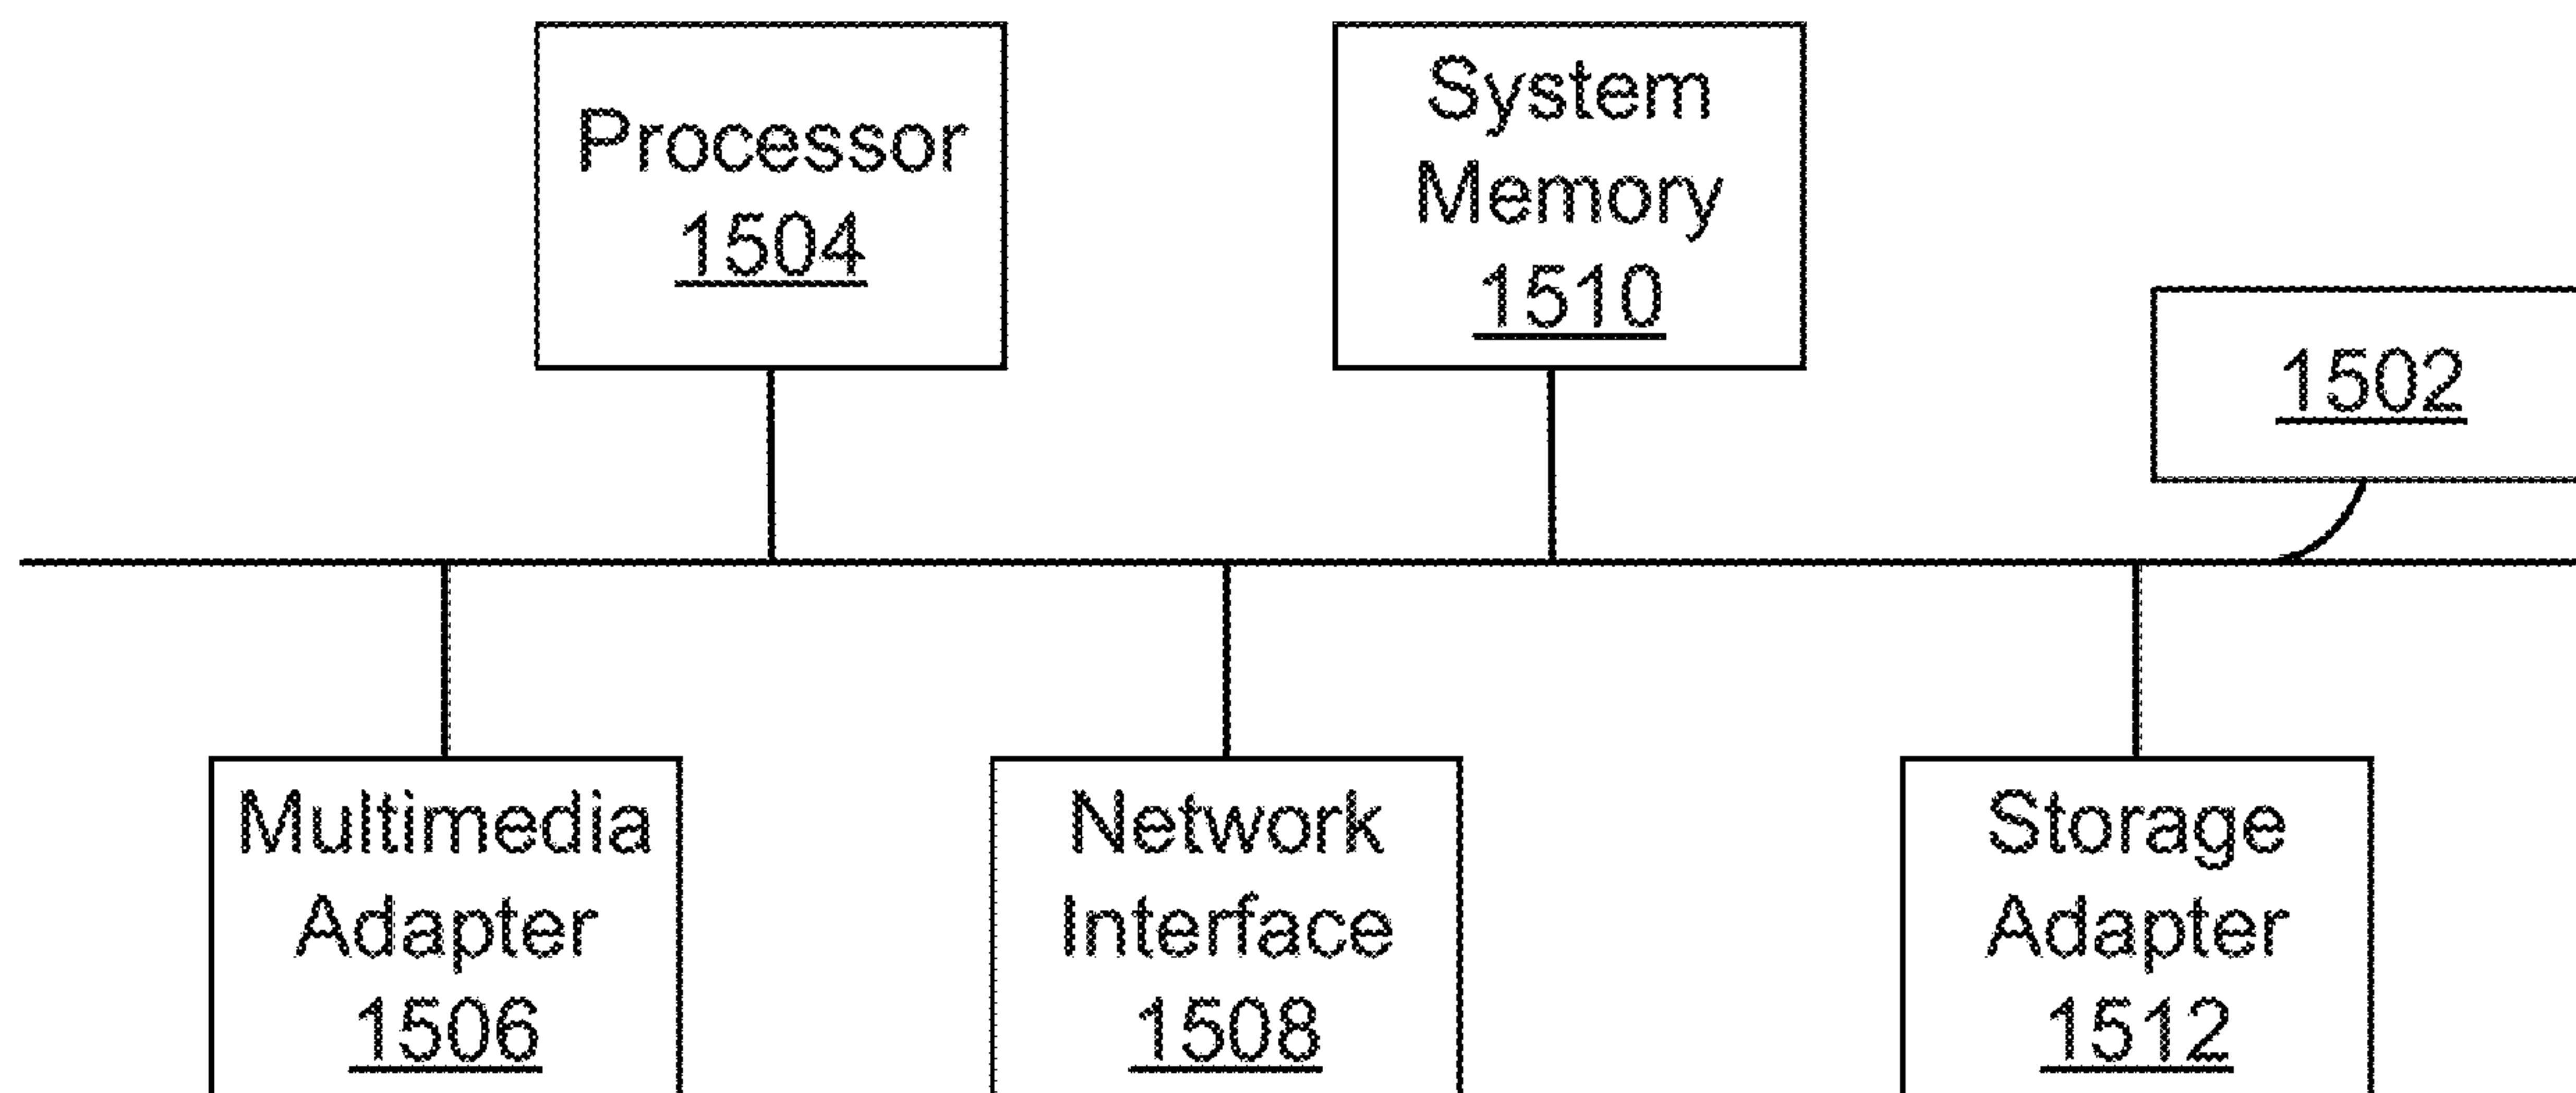 Processor
1504
System
Memory
1510
1502
Multimedia
Adapter
1506
Network
Interface
1508
Storage
Adapter
1512